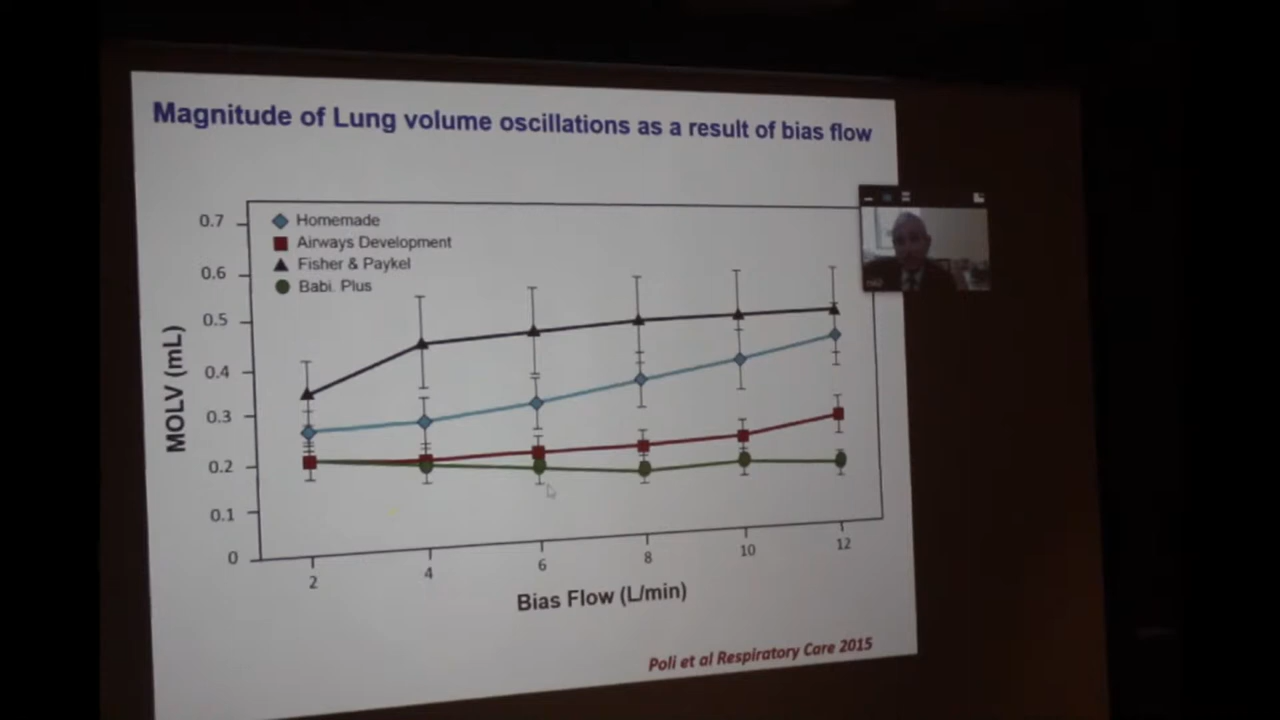 Magnitude of Lung volume oscillations as a result of bias flow
0.7
0.6
0.5
0.4
0.3
0.2
0.1
0
MOLV (mL)
Homemade
Airways Development
Fisher & Paykel
Babi. Plus
2
4
6
8
10
12
Bias Flow (L/min)
Poli et al Respiratory Care 2015